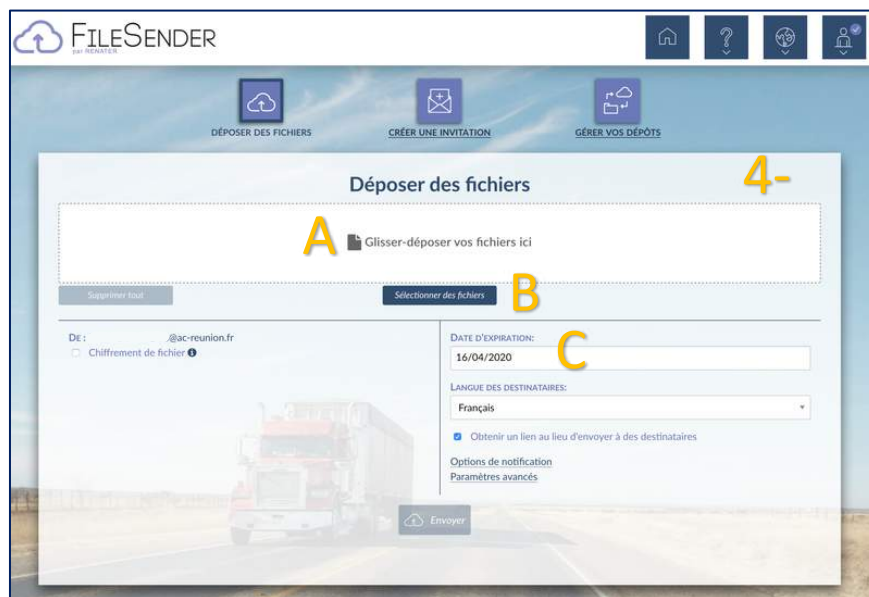 FILESENDER
par RENATER
DÉPOSER DES FICHIERS
CRÉER UNE INVITATION
GÉRER VOS DÉPÔTS
4-
Déposer des fichiers
A Glisser-déposer vos fichiers ici
Supprimer tout
Sélectionner des fichiers B
DE : @ac-reunion.fr
Chiffrement de fichier
DATE D'EXPIRATION: C
16/04/2020
LANGUE DES DESTINATAIRES:
Français
Obtenir un lien au lieu d'envoyer à des destinataires
Options de notification
Paramètres avancés
Envoyer